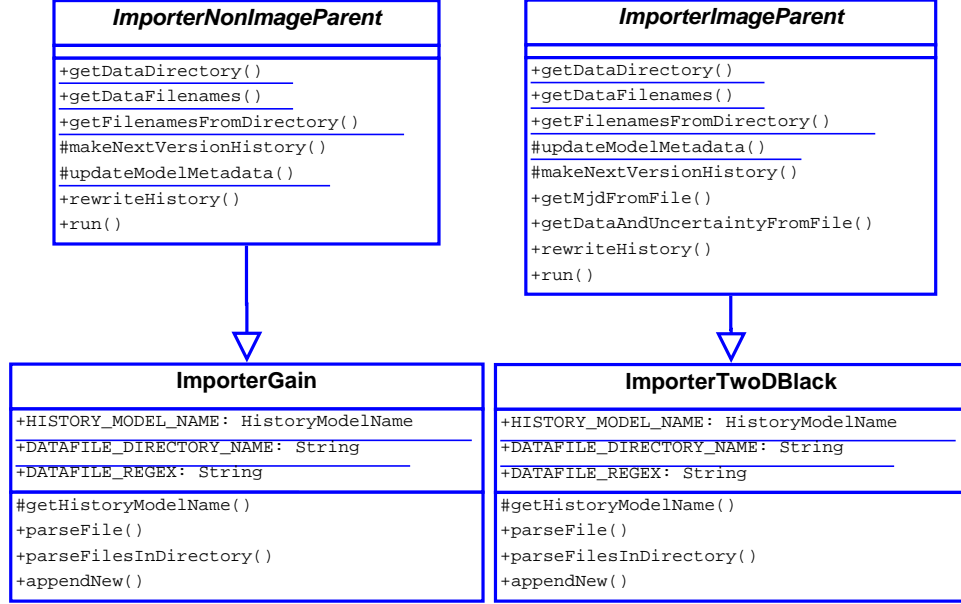 ImporterNonImageParent
+getDataDirectory()
+getDataFilenames()
+getFilenamesFromDirectory()
#makeNextVersionHistory()
#updateModelMetadata()
+rewriteHistory()
+run()
ImporterImageParent
+getDataDirectory()
+getDataFilenames()
+getFilenamesFromDirectory()
#updateModelMetadata()
#makeNextVersionHistory()
+getMjdFromFile()
+getDataAndUncertaintyFromFile()
+rewriteHistory()
+run()
ImporterGain
+HISTORY_MODEL_NAME: HistoryModelName
+DATAFILE_DIRECTORY_NAME: String
+DATAFILE_REGEX: String
#getHistoryModelName()
+parseFile()
+parseFilesInDirectory()
+appendNew()
ImporterTwoDBlack
+HISTORY_MODEL_NAME: HistoryModelName
+DATAFILE_DIRECTORY_NAME: String
+DATAFILE_REGEX: String
#getHistoryModelName()
+parseFile()
+parseFilesInDirectory()
+appendNew()